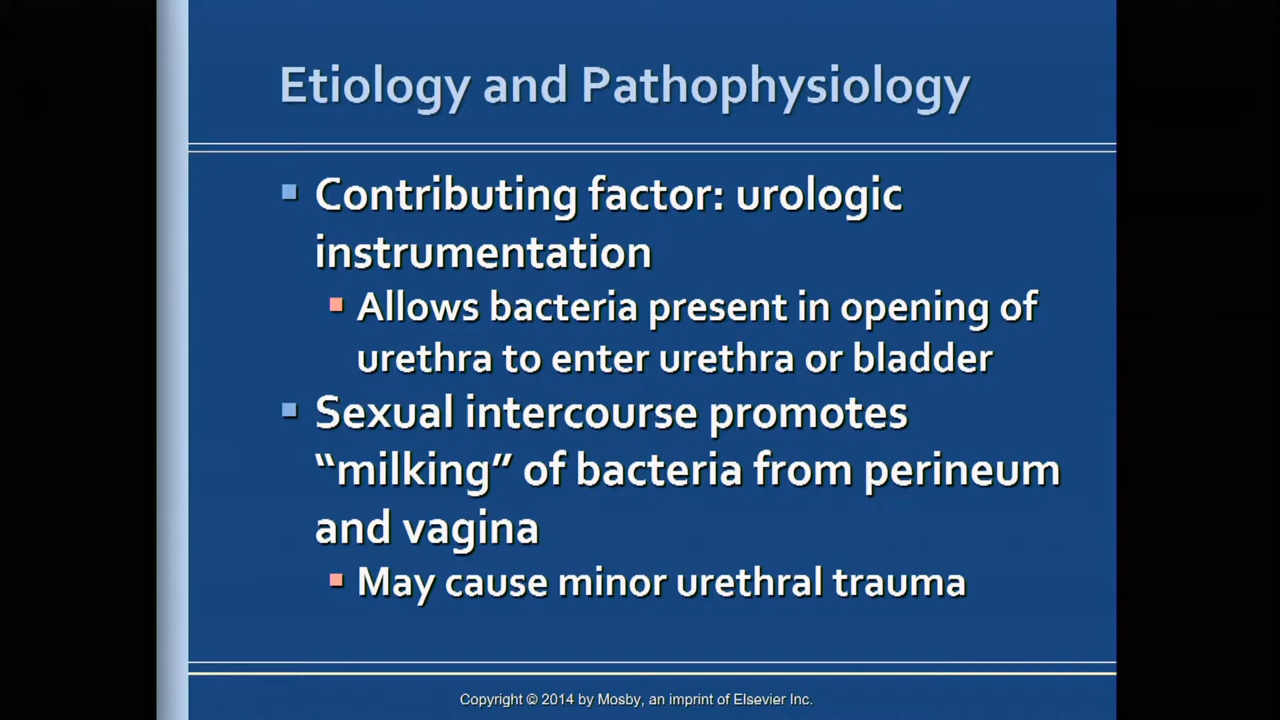 Etiology and Pathophysiology
▪ Contributing factor: urologic
instrumentation
▪ Allows bacteria present in opening of
urethra to enter urethra or bladder
▪ Sexual intercourse promotes
“milking” of bacteria from perineum
and vagina
▪ May cause minor urethral trauma
Copyright © 2014 by Mosby, an imprint of Elsevier Inc.